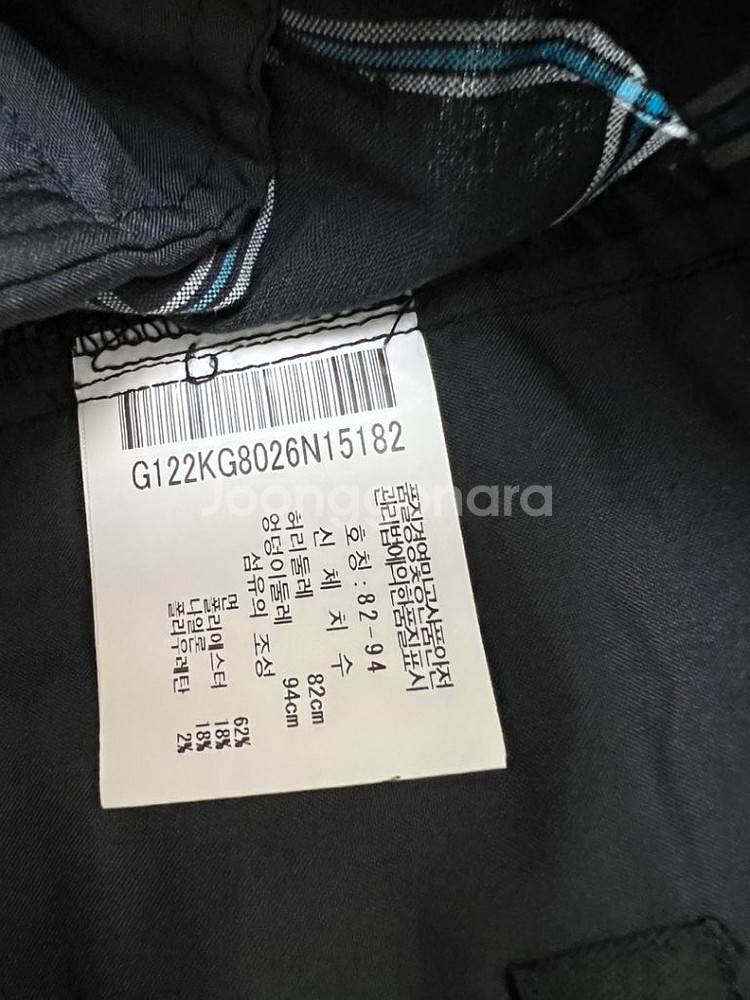 G122KG8026N15182
Joonggonara
품질경영및공산품안전
관리법에의한품질표시
호칭:82-94
신체치수
허리둘레 82cm
엉덩이둘레 94cm
섬유의 조성
면 62%
폴리에스터 18%
나일론 18%
폴리우레탄 2%